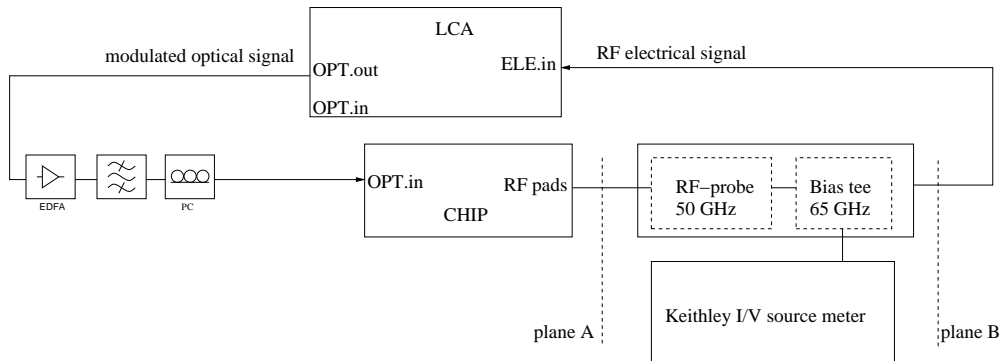 LCA
modulated optical signal
RF electrical signal
OPT.out
ELE.in
OPT.in
EDFA
PC
OPT.in
RF pads
CHIP
RF−probe
50 GHz
Bias tee
65 GHz
Keithley I/V source meter
plane A
plane B